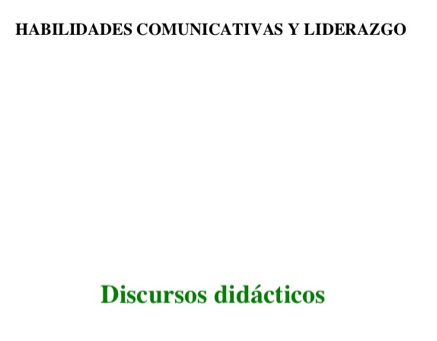 HABILIDADES COMUNICATIVAS Y LIDERAZGO
Discursos didácticos